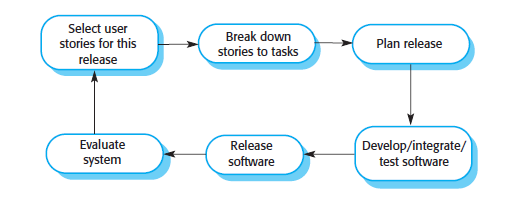 Select user
stories for this
release
Break down
stories to tasks
Plan release
Evaluate
system
Release
software
Develop/integrate/
test software